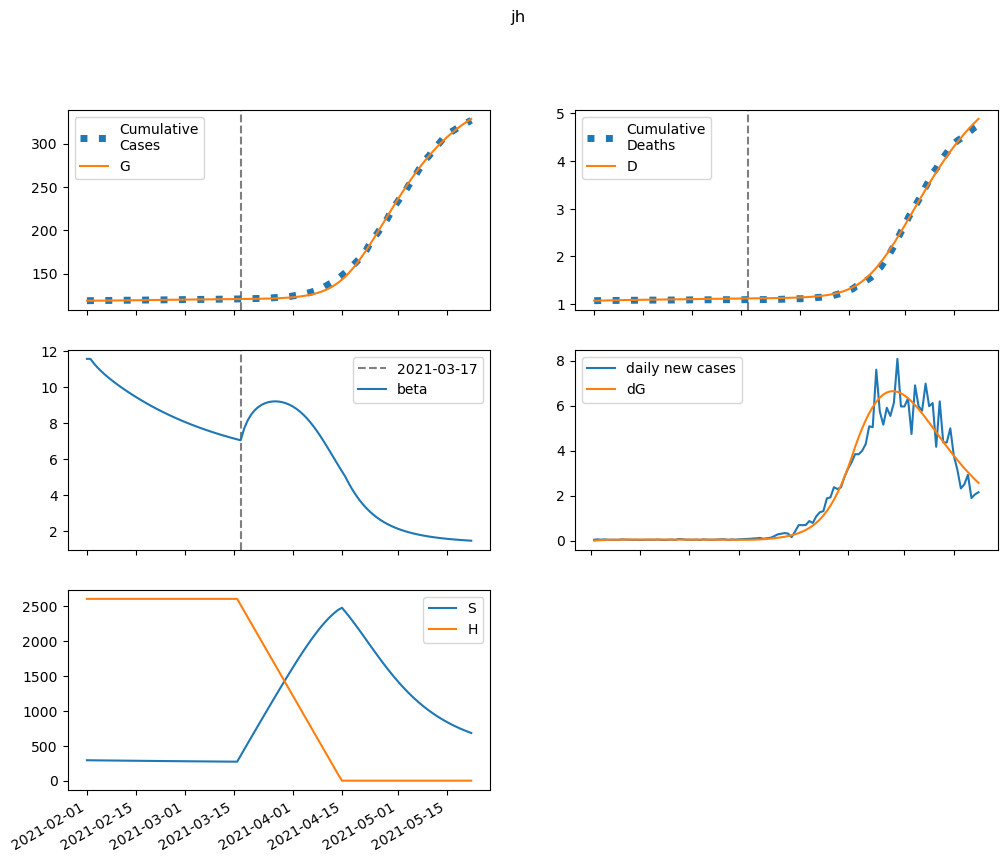 jh
Cumulative
Cases
G
300
250
200
150
Cumulative
Deaths
D
5
4
3
2
1
2021-03-17
beta
12
10
8
6
4
2
daily new cases
dG
8
6
4
2
0
S
H
2500
2000
1500
1000
500
0
2021-02-01
2021-02-15
2021-03-01
2021-03-15
2021-04-01
2021-04-15
2021-05-01
2021-05-15